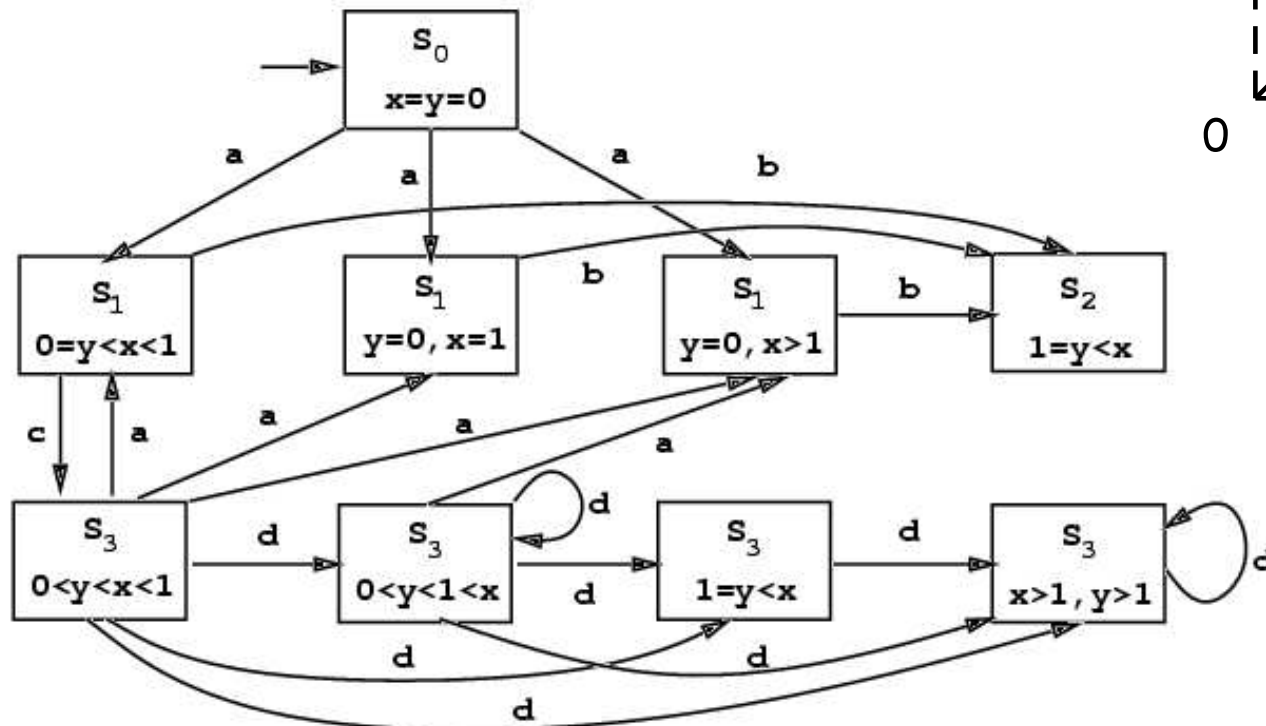 S0
x=y=0
0
a
a
a
b
S1
0=y<x<1
S1
y=0,x=1
b
S1
y=0,x>1
b
S2
1=y<x
c
a
a
a
a
S3
0<y<x<1
d
S3
0<y<1<x
d
d
S3
1=y<x
d
S3
x>1,y>1
d
d
d
d